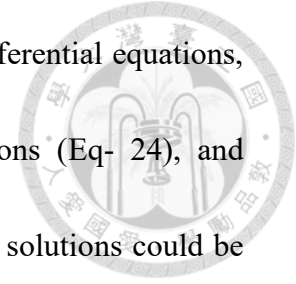 ferential equations,
ons (Eq- 24), and
solutions could be